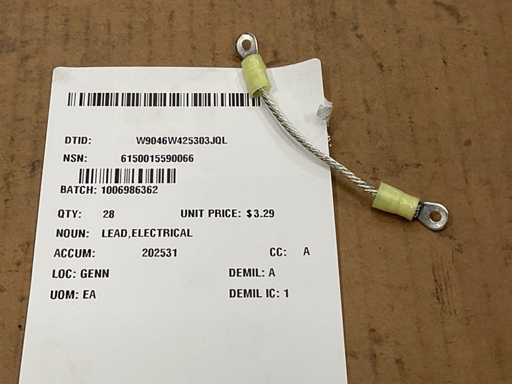 DTID: W9046W425303JQL
NSN: 6150015590066
BATCH: 1006986362
QTY: 28 UNIT PRICE: $3.29
NOUN: LEAD,ELECTRICAL
ACCUM: 202531 CC: A
LOC: GENN DEMIL: A
UOM: EA DEMIL IC: 1